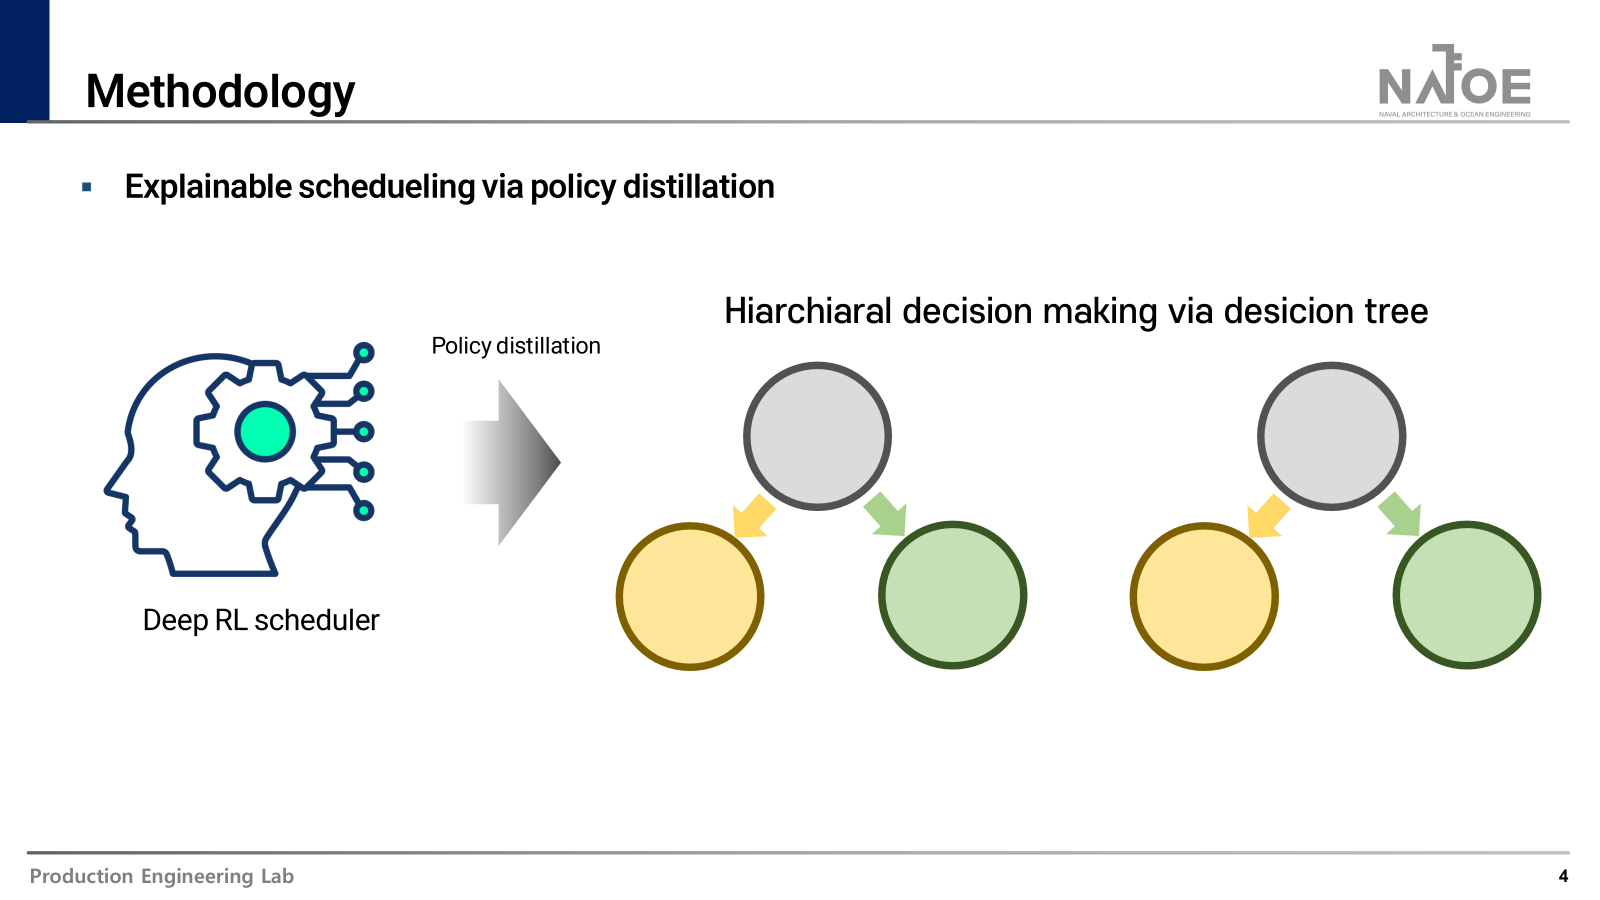 Methodology
NATOE
NAVAL ARCHITECTURE & OCEAN ENGINEERING
Explainable schedueling via policy distillation
Hiarchiaral decision making via desicion tree
Policy distillation
Deep RL scheduler
Production Engineering Lab
4